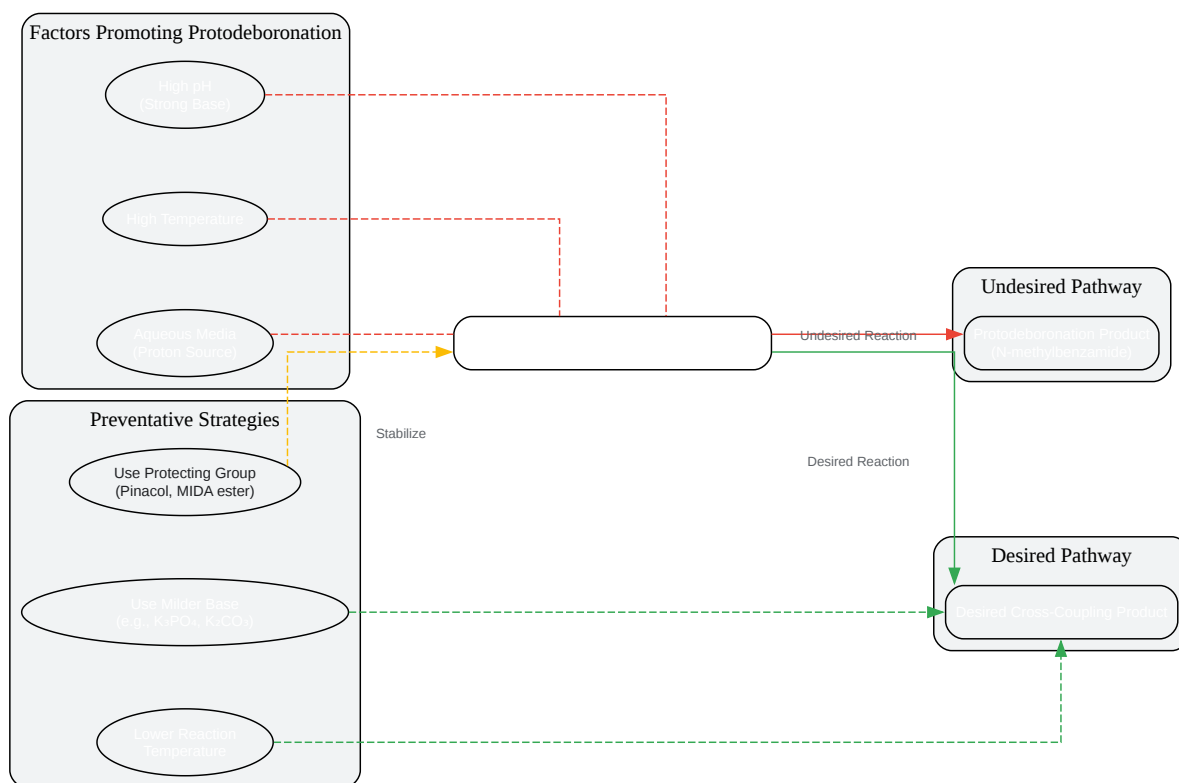 Factors Promoting Protodeboronation
High pH
(Strong Base)
High Temperature
Aqueous Media
(Proton Source)
Undesired Pathway
Undesired Reaction
Protodeboronation Product
(N-methylbenzamide)
Preventative Strategies
Stabilize
Use Protecting Group
(Pinacol, MIDA ester)
Desired Reaction
Desired Pathway
Use Milder Base
(e.g., K₃PO₄, K₂CO₃)
Desired Cross-Coupling Product
Lower Reaction
Temperature